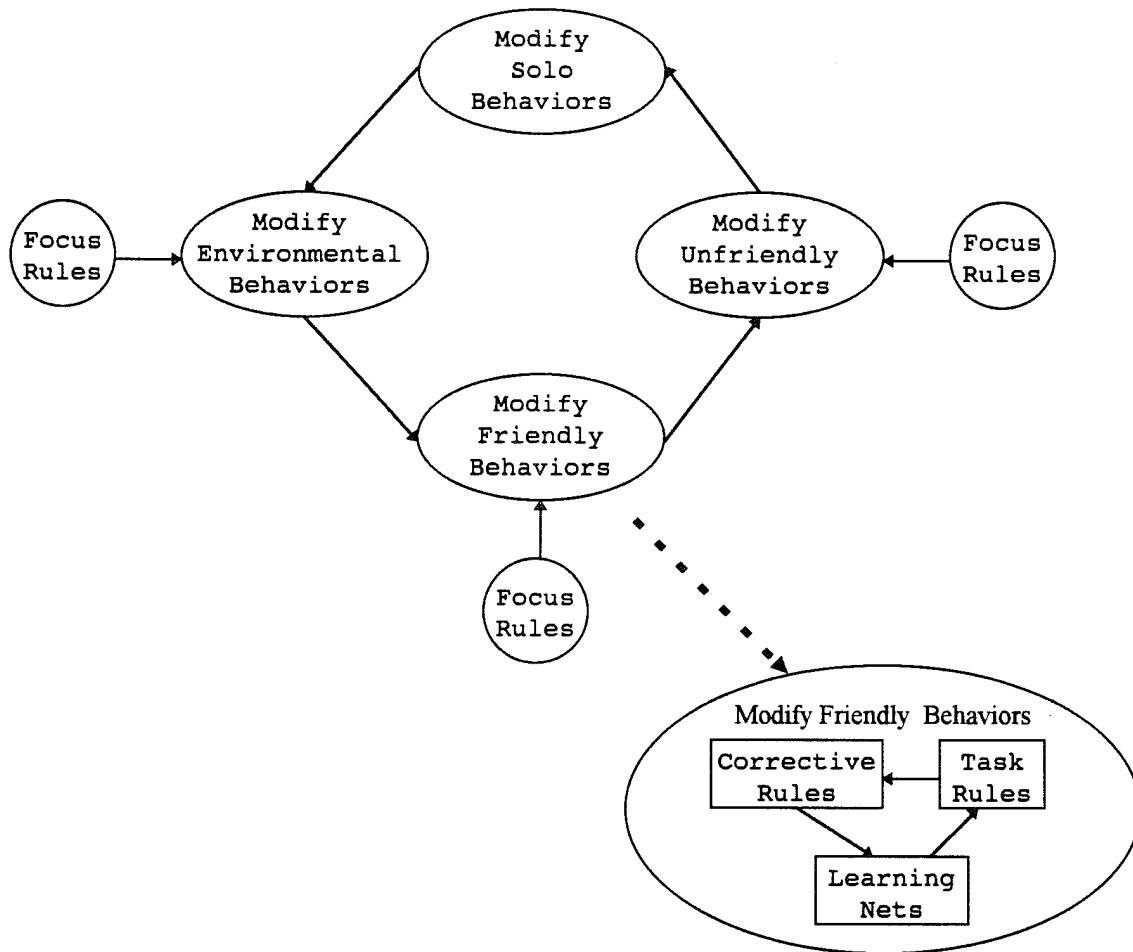 Modify
Solo
Behaviors
Focus
Rules
Modify
Environmental
Behaviors
Modify
Unfriendly
Behaviors
Focus
Rules
Modify
Friendly
Behaviors
Focus
Rules
Modify Friendly Behaviors
Corrective
Rules
Task
Rules
Learning
Nets